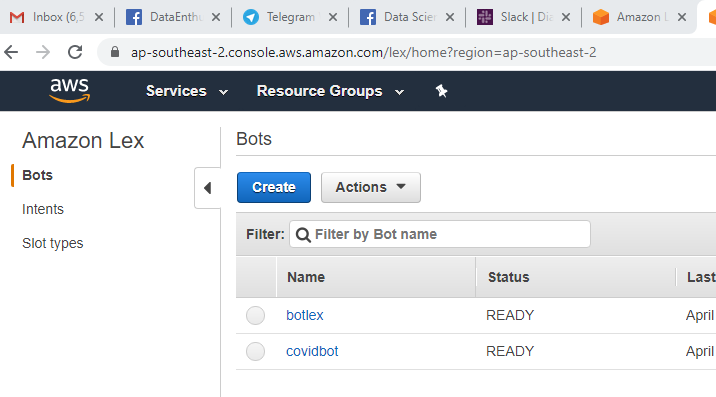 Inbox (6,5 DataEnthu Telegram Data Scien Slack | Dia Amazon L
ap-southeast-2.console.aws.amazon.com/lex/home?region=ap-southeast-2
aws Services Resource Groups
Amazon Lex
Bots
Intents
Slot types
Bots
Create Actions
Filter: Filter by Bot name
Name Status Last
botlex READY April
covidbot READY April